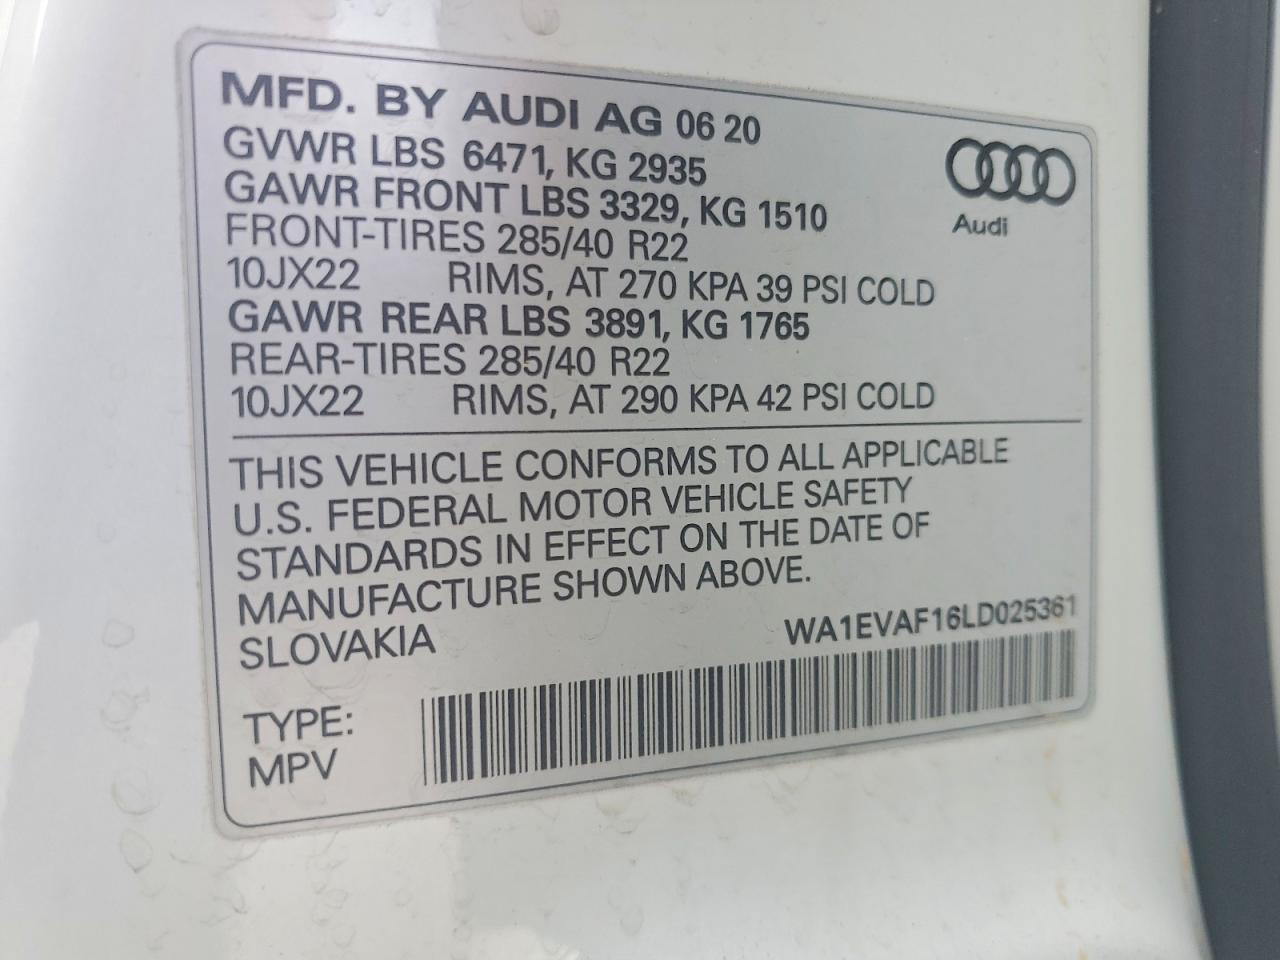 MFD. BY AUDI AG 06 20
GVWR LBS 6471, KG 2935
GAWR FRONT LBS 3329, KG 1510
FRONT-TIRES 285/40 R22
10JX22 RIMS, AT 270 KPA 39 PSI COLD
GAWR REAR LBS 3891, KG 1765
REAR-TIRES 285/40 R22
10JX22 RIMS, AT 290 KPA 42 PSI COLD
Audi
THIS VEHICLE CONFORMS TO ALL APPLICABLE
U.S. FEDERAL MOTOR VEHICLE SAFETY
STANDARDS IN EFFECT ON THE DATE OF
MANUFACTURE SHOWN ABOVE.
SLOVAKIA
WA1EVAF16LD025361
TYPE:
MPV